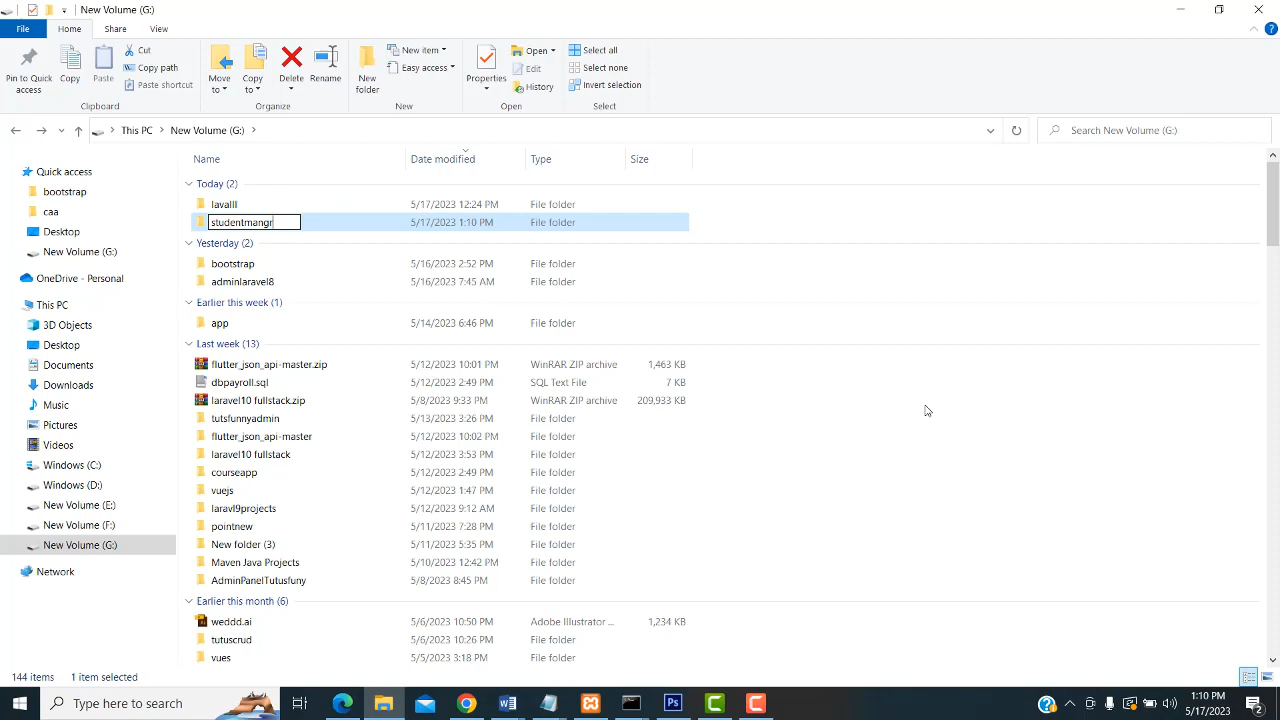 New Volume (G:)
File Home Share View
Pin to Quick access
Copy
Paste
Cut
Copy path
Paste shortcut
Clipboard
Move to
Copy to
Delete
Rename
Organize
New folder
New item
Easy access
New
Properties
Open
Edit
History
Open
Select all
Select none
Invert selection
Select
This PC New Volume (G:)
Search New Volume (G:)
Quick access
bootstrap
caa
Desktop
New Volume (G:)
OneDrive - Personal
This PC
3D Objects
Desktop
Documents
Downloads
Music
Pictures
Videos
Windows (C:)
Windows (D:)
New Volume (E:)
New Volume (F:)
New Volume (G:)
Network
Name Date modified Type Size
Today (2)
lavalll 5/17/2023 12:24 PM File folder
studentmangr 5/17/2023 1:10 PM File folder
Yesterday (2)
bootstrap 5/16/2023 2:52 PM File folder
adminlaravel8 5/16/2023 7:45 AM File folder
Earlier this week (1)
app 5/14/2023 6:46 PM File folder
Last week (13)
flutter_json_api-master.zip 5/12/2023 10:01 PM WinRAR ZIP archive 1,463 KB
dbpayroll.sql 5/12/2023 2:49 PM SQL Text File 7 KB
laravel10 fullstack.zip 5/8/2023 9:33 PM WinRAR ZIP archive 209,933 KB
tutsfunnyadmin 5/13/2023 3:26 PM File folder
flutter_json_api-master 5/12/2023 10:02 PM File folder
laravel10 fullstack 5/12/2023 3:53 PM File folder
courseapp 5/12/2023 2:49 PM File folder
vuejs 5/12/2023 1:47 PM File folder
laravl9projects 5/12/2023 9:12 AM File folder
pointnew 5/11/2023 7:28 PM File folder
New folder (3) 5/11/2023 5:35 PM File folder
Maven Java Projects 5/10/2023 12:42 PM File folder
AdminPanelTutusfuny 5/8/2023 8:45 PM File folder
Earlier this month (6)
weddd.ai 5/6/2023 10:50 PM Adobe Illustrator ... 1,234 KB
tutuscrud 5/6/2023 10:26 PM File folder
vues 5/5/2023 3:18 PM File folder
144 items 1 item selected
Type here to search
W
Ps
C
C
1:10 PM
5/17/2023
2